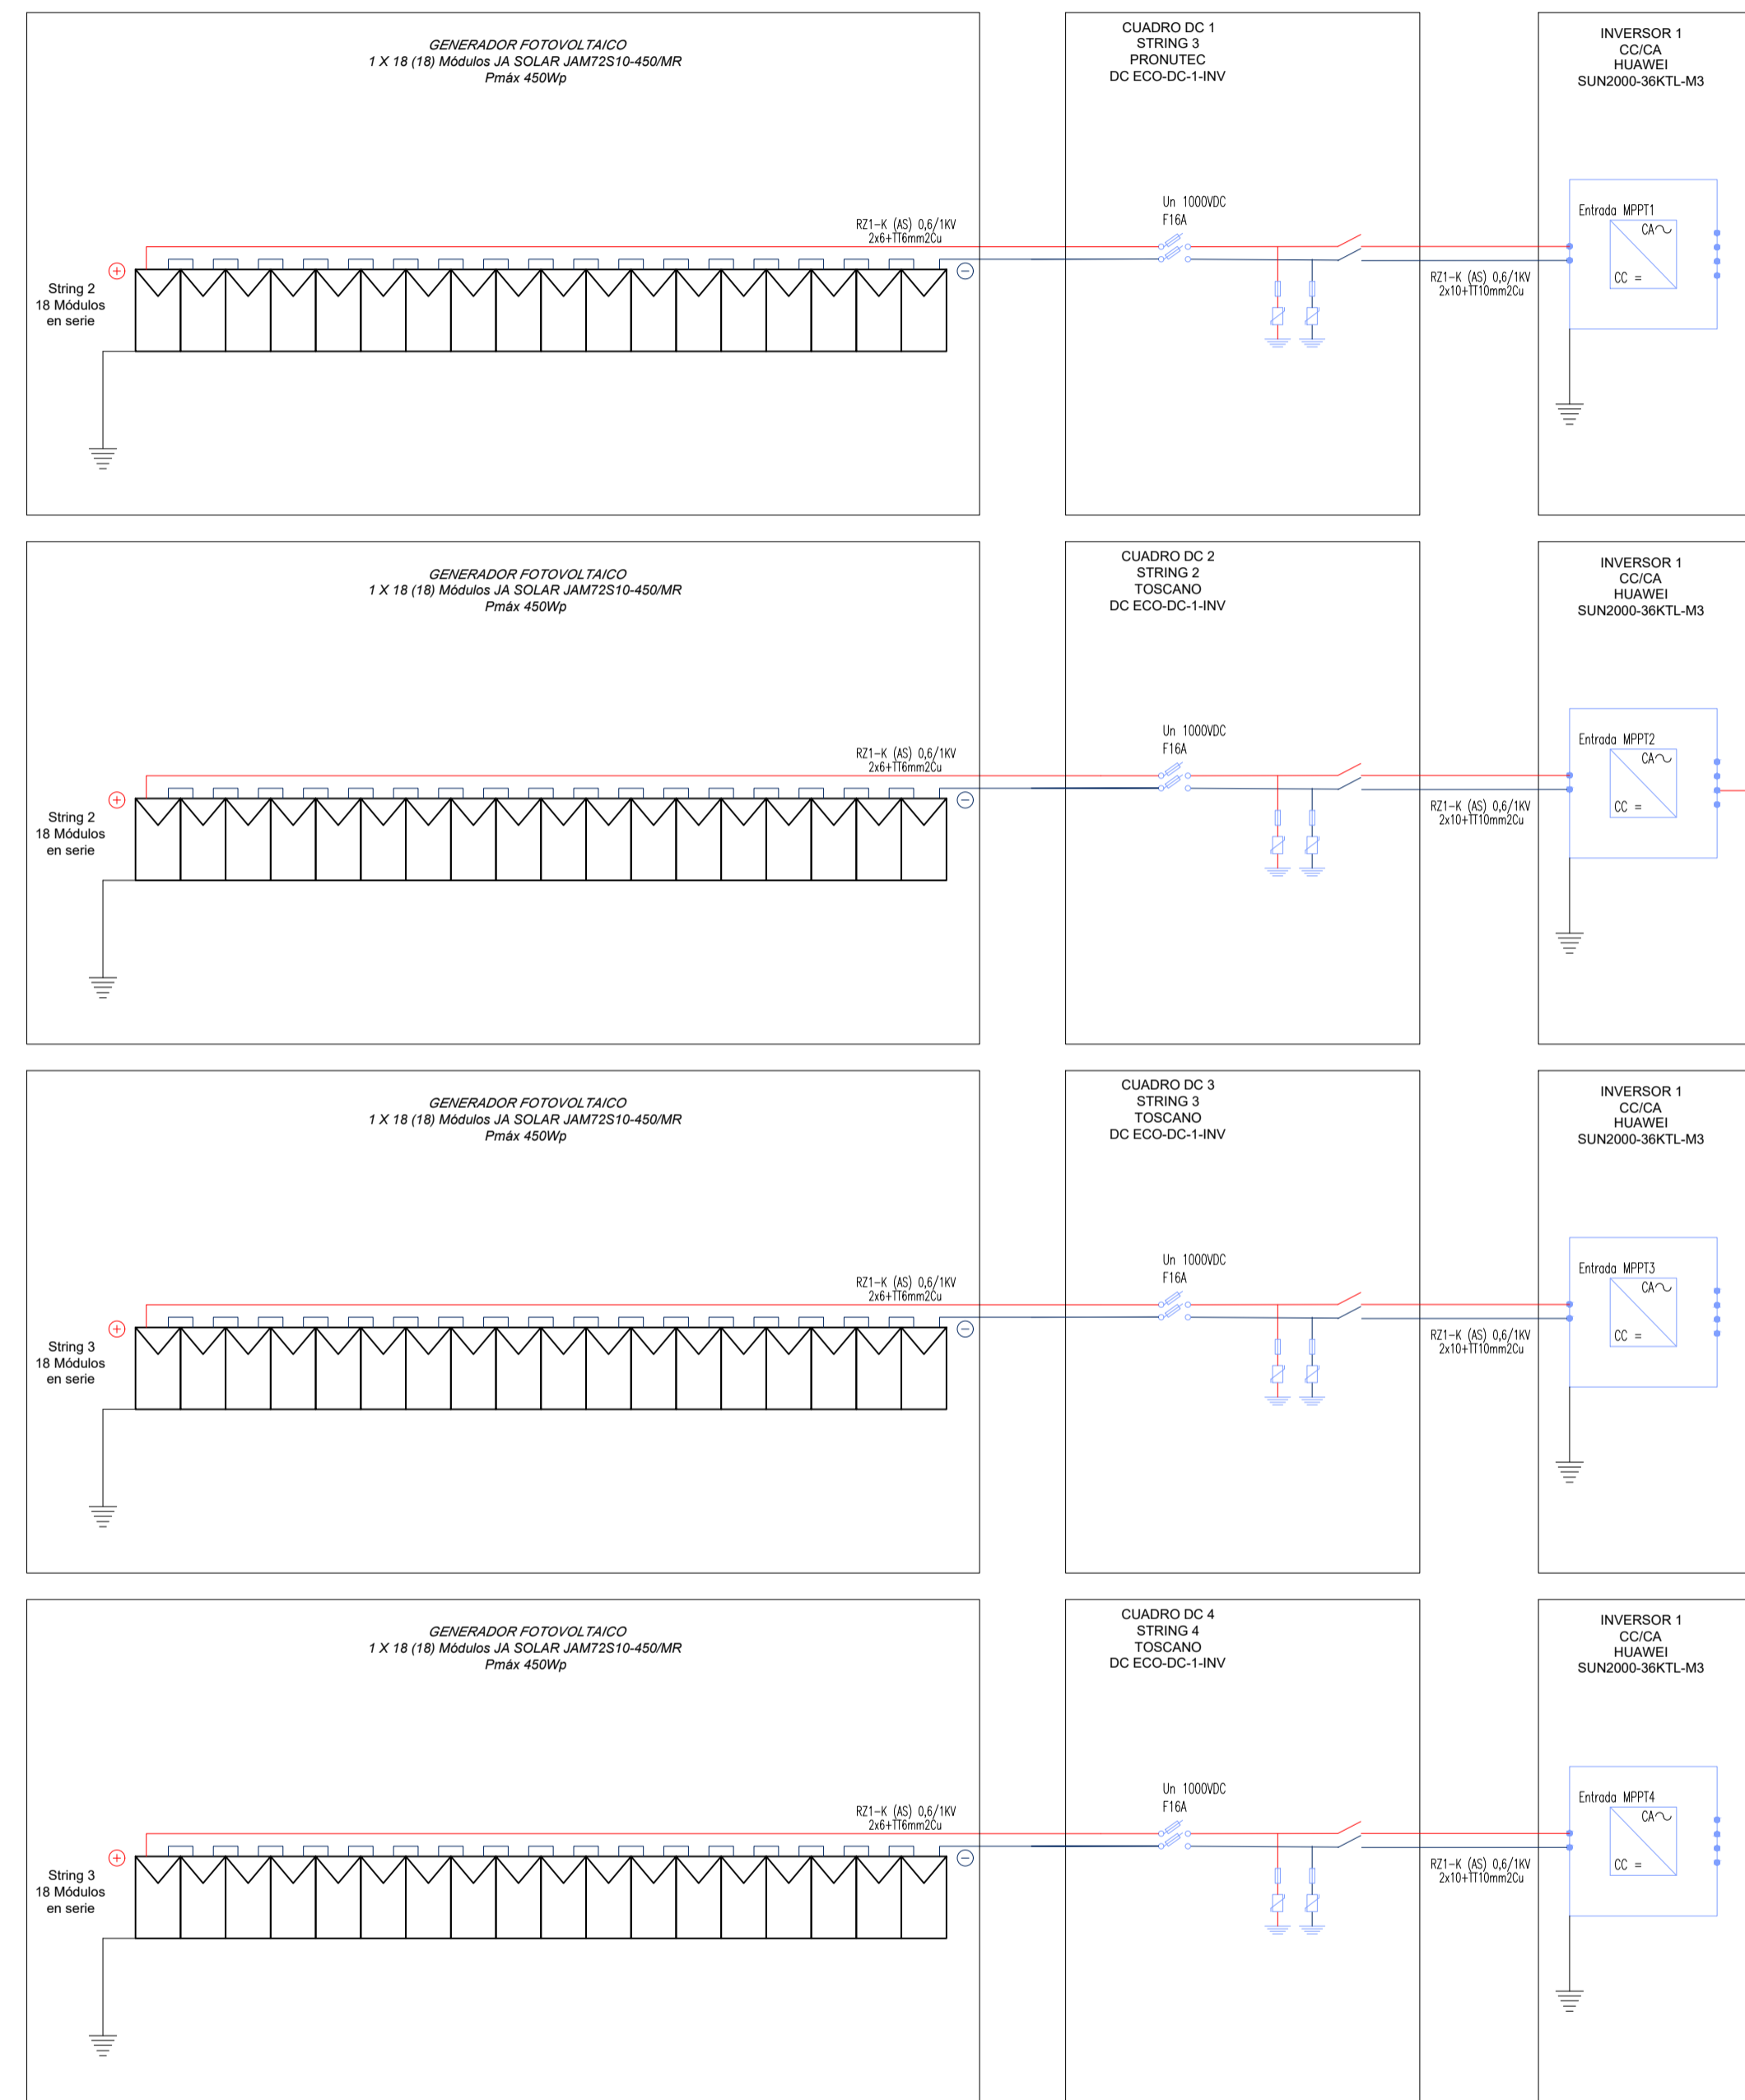 GENERADOR FOTOVOLTAICO
1 X 18 (18) Módulos JA SOLAR JAM72S10-450/MR
Pmáx 450Wp
RZ1-K (AS) 0,6/1KV
2x6+TT6mm2Cu
String 2
18 Módulos
en serie
CUADRO DC 1
STRING 3
PRONUTEC
DC ECO-DC-1-INV
Un 1000VDC
F16A
RZ1-K (AS) 0,6/1KV
2x10+TT10mm2Cu
INVERSOR 1
CC/CA
HUAWEI
SUN2000-36KTL-M3
Entrada MPPT1
CA
CC =
GENERADOR FOTOVOLTAICO
1 X 18 (18) Módulos JA SOLAR JAM72S10-450/MR
Pmáx 450Wp
RZ1-K (AS) 0,6/1KV
2x6+TT6mm2Cu
String 2
18 Módulos
en serie
CUADRO DC 2
STRING 2
TOSCANO
DC ECO-DC-1-INV
Un 1000VDC
F16A
RZ1-K (AS) 0,6/1KV
2x10+TT10mm2Cu
INVERSOR 1
CC/CA
HUAWEI
SUN2000-36KTL-M3
Entrada MPPT2
CA
CC =
GENERADOR FOTOVOLTAICO
1 X 18 (18) Módulos JA SOLAR JAM72S10-450/MR
Pmáx 450Wp
RZ1-K (AS) 0,6/1KV
2x6+TT6mm2Cu
String 3
18 Módulos
en serie
CUADRO DC 3
STRING 3
TOSCANO
DC ECO-DC-1-INV
Un 1000VDC
F16A
RZ1-K (AS) 0,6/1KV
2x10+TT10mm2Cu
INVERSOR 1
CC/CA
HUAWEI
SUN2000-36KTL-M3
Entrada MPPT3
CA
CC =
GENERADOR FOTOVOLTAICO
1 X 18 (18) Módulos JA SOLAR JAM72S10-450/MR
Pmáx 450Wp
RZ1-K (AS) 0,6/1KV
2x6+TT6mm2Cu
String 3
18 Módulos
en serie
CUADRO DC 4
STRING 4
TOSCANO
DC ECO-DC-1-INV
Un 1000VDC
F16A
RZ1-K (AS) 0,6/1KV
2x10+TT10mm2Cu
INVERSOR 1
CC/CA
HUAWEI
SUN2000-36KTL-M3
Entrada MPPT4
CA
CC =